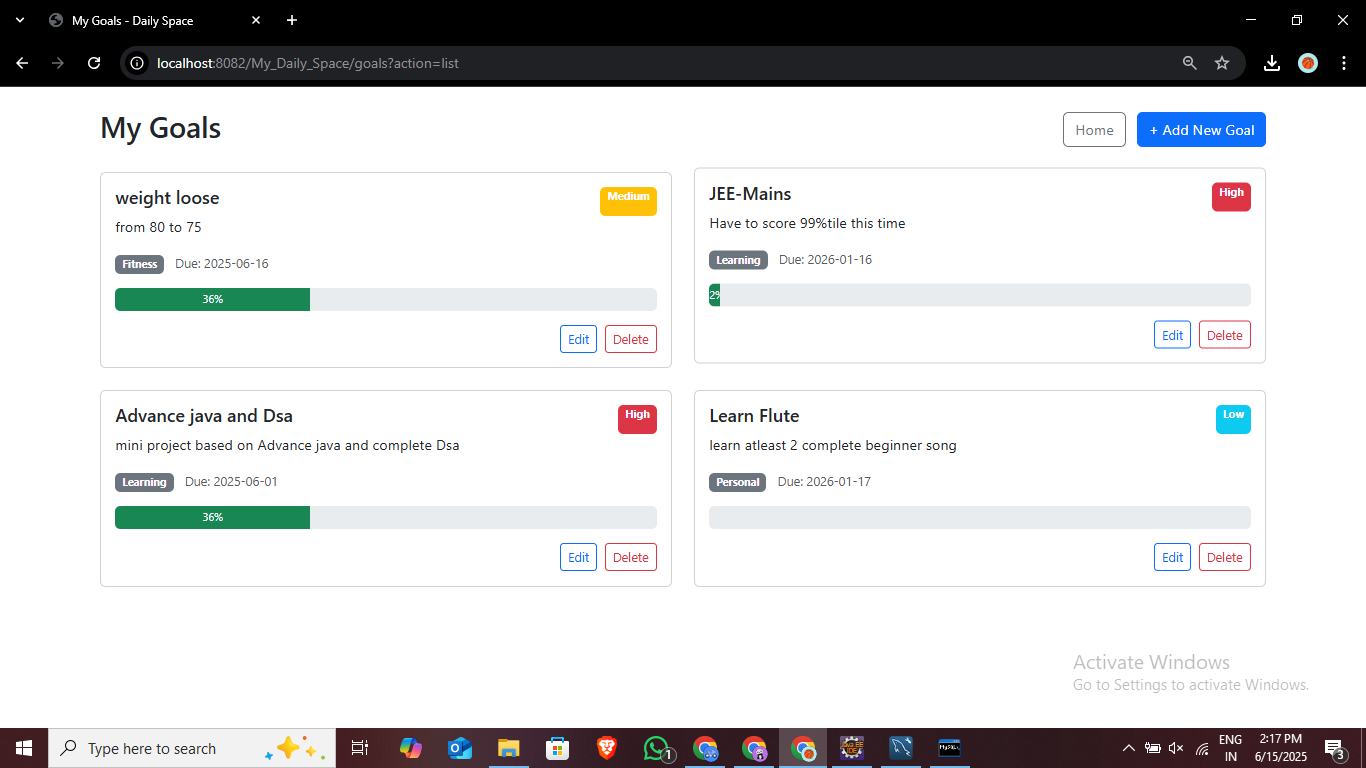 My Goals - Daily Space
localhost:8082/My_Daily_Space/goals?action=list
My Goals
Home
+ Add New Goal
weight loose
Medium
from 80 to 75
Fitness
Due: 2025-06-16
36%
Edit
Delete
JEE-Mains
High
Have to score 99%tile this time
Learning
Due: 2026-01-16
2%
Edit
Delete
Advance java and Dsa
High
mini project based on Advance java and complete Dsa
Learning
Due: 2025-06-01
36%
Edit
Delete
Learn Flute
Low
learn atleast 2 complete beginner song
Personal
Due: 2026-01-17
Edit
Delete
Activate Windows
Go to Settings to activate Windows.
Type here to search
1
JAVA EE
IDE
MySQL
ENG
IN
2:17 PM
6/15/2025
3